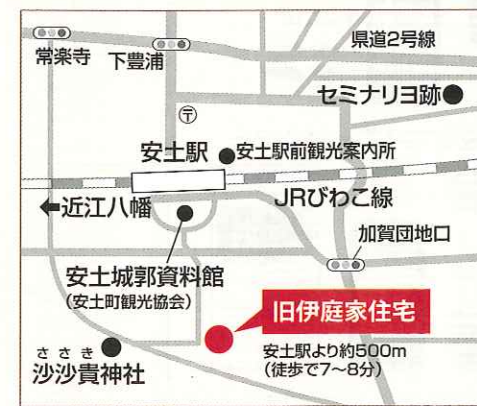 県道2号線
常楽寺
下豊浦
セミナリヨ跡
〒
安土駅
安土駅前観光案内所
JRびわこ線
近江八幡
加賀団地口
安土城郭資料館
(安土町観光協会)
旧伊庭家住宅
安土駅より約500m
(徒歩で7〜8分)
ささき
沙沙貴神社